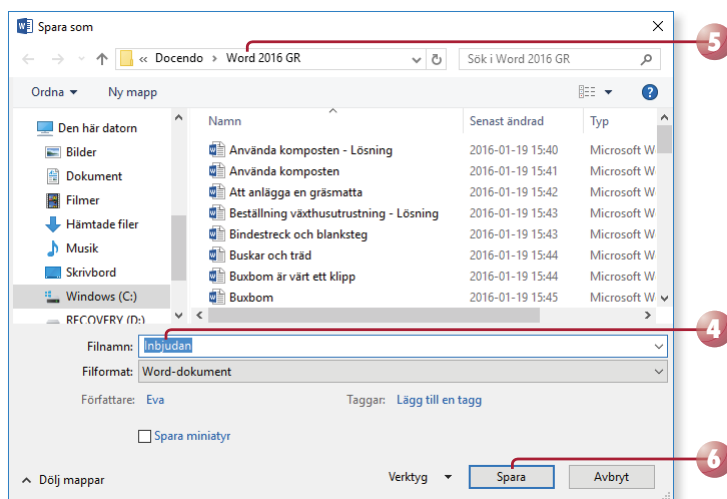 Spara som
« Docendo › Word 2016 GR
Sök i Word 2016 GR
5
Ordna
Ny mapp
Namn
Senast ändrad
Typ
Den här datorn
Bilder
Dokument
Filmer
Hämtade filer
Musik
Skrivbord
Windows (C:)
RECOVERY (D:)
Använda komposten - Lösning 2016-01-19 15:40 Microsoft W
Använda komposten 2016-01-19 15:41 Microsoft W
Att anlägga en gräsmatta 2016-01-19 15:42 Microsoft W
Beställning växthusutrustning - Lösning 2016-01-19 15:43 Microsoft W
Bindestreck och blanksteg 2016-01-19 15:43 Microsoft W
Buskar och träd 2016-01-19 15:44 Microsoft W
Buxbom är värt ett klipp 2016-01-19 15:44 Microsoft W
Buxbom 2016-01-19 15:45 Microsoft W
Filnamn: Inbjudan
4
Filformat: Word-dokument
Författare: Eva
Taggar: Lägg till en tagg
Spara miniatyr
Dölj mappar
Verktyg
Spara
Avbryt
6